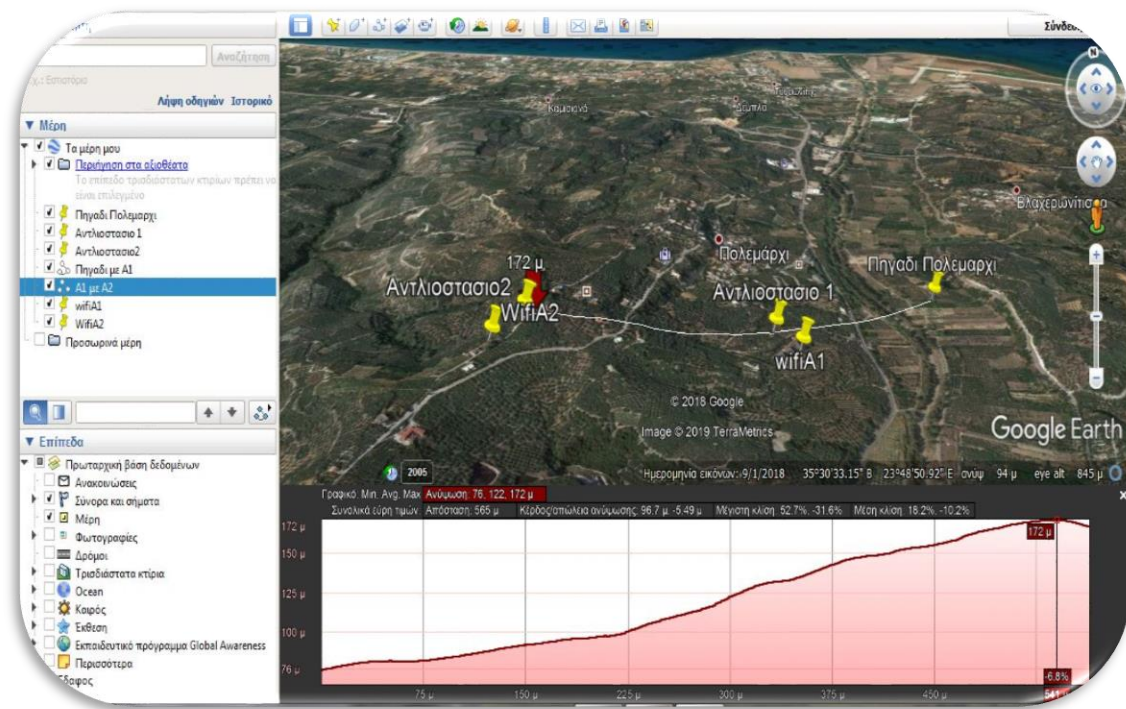 Σύνδεση
Αναζήτηση
Λήψη οδηγιών Ιστορικό
Μέρη
Τα μέρη μου
Περιήγηση στα αξιοθέατα
Το επίπεδο τρισδιάστατων κτιρίων πρέπει να
είναι επιλεγμένο
Πηγαδι Πολεμαρχι
Αντλιοστασιο 1
Αντλιοστασιο2
Πηγαδι με Α1
Α1 με Α2
wifiA1
WifiA2
Προσωρινά μέρη
Επίπεδα
Πρωταρχική βάση δεδομένων
Ανακοινώσεις
Σύνορα και σήματα
Μέρη
Φωτογραφίες
Δρόμοι
Τρισδιάστατα κτίρια
Ocean
Καιρός
Έκθεση
Εκπαιδευτικό πρόγραμμα Global Awareness
Περισσότερα
Έδαφος
N
Καμισιανά
Βλαχερωνίτισσα
Πολεμάρχι
Πηγαδι Πολεμαρχι
172 μ
Αντλιοστασιο2
Αντλιοστασιο 1
WifiA2
wifiA1
© 2018 Google
Image © 2019 TerraMetrics
Google Earth
2005
Ημερομηνία εικόνων: 9/1/2018 35°30'33.15" Β 23°48'50.92" Ε ανύψ 94 μ eye alt 845 μ
Γραφικό Min. Avg. Max Ανύψωση: 76, 122, 172 μ
Συνολικά εύρη τιμών: Απόσταση: 565 μ Κέρδος/απώλεια ανύψωσης: 96.7 μ, -5.49 μ Μέγιστη κλίση: 52.7%, -31.6% Μέση κλίση: 18.2%, -10.2%
172 μ
150 μ
125 μ
100 μ
76 μ
172 μ
-6.8%
75 μ 150 μ 225 μ 300 μ 375 μ 450 μ 541 μ